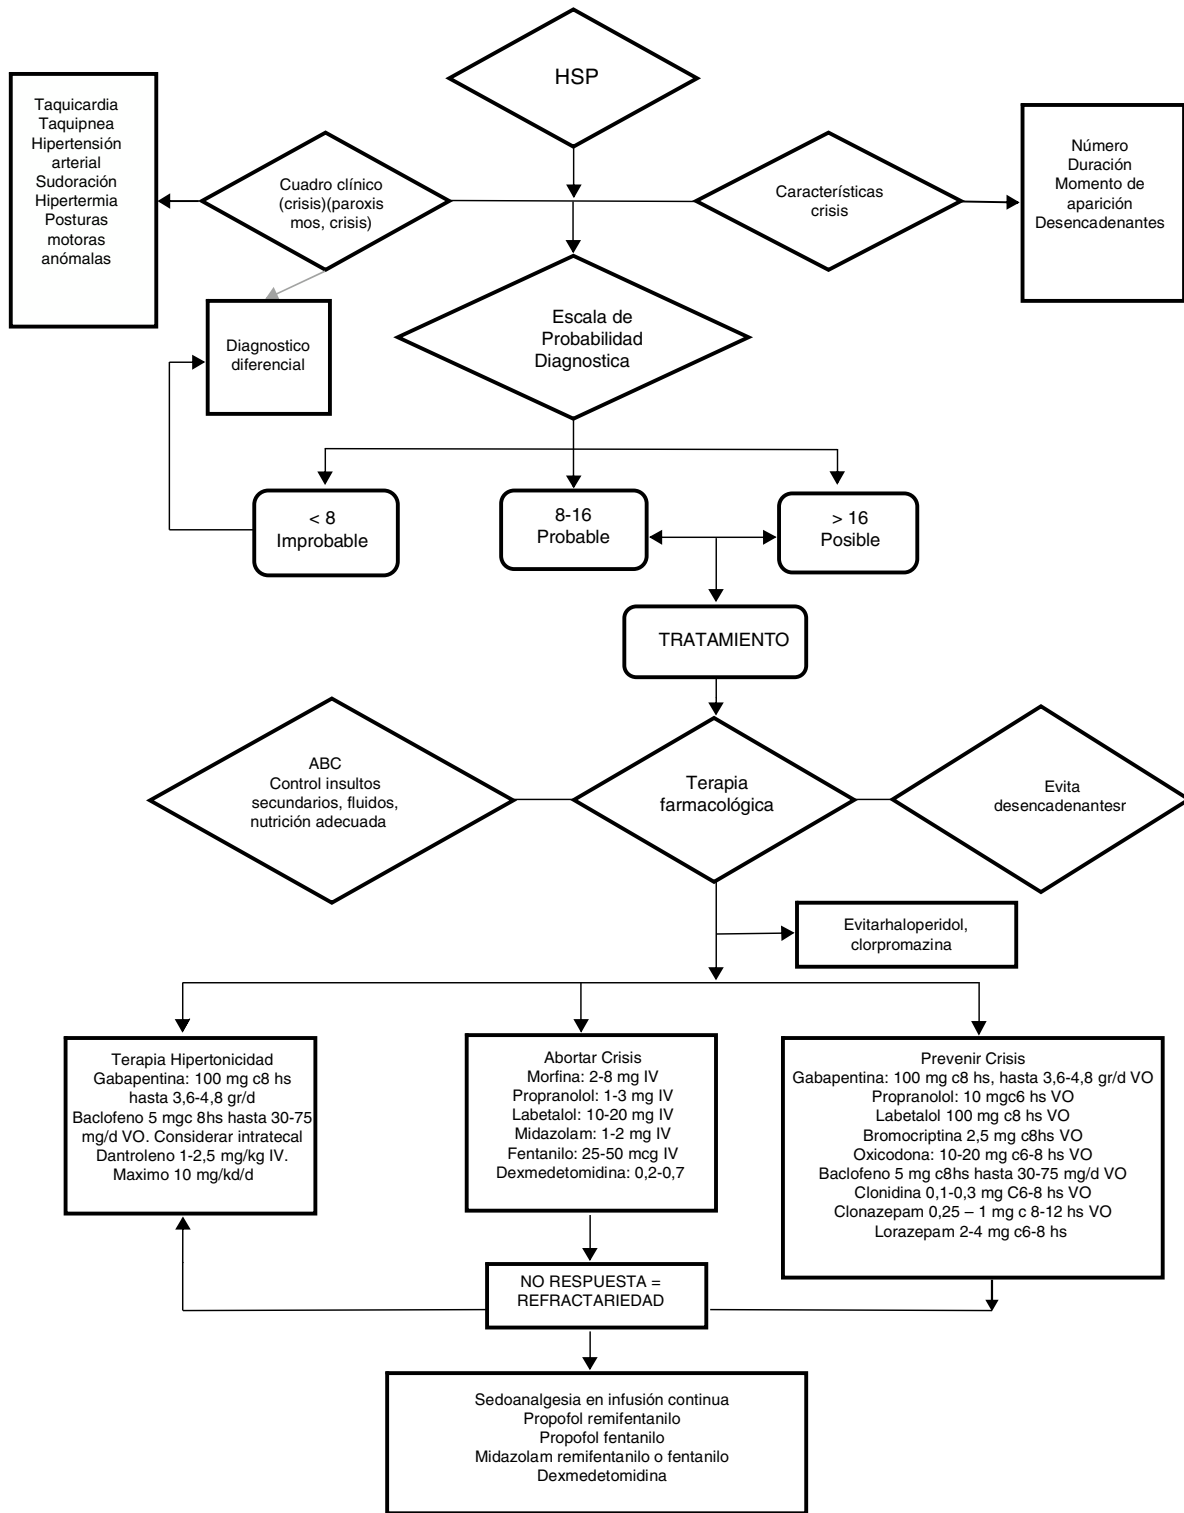 HSP
Taquicardia
Taquipnea
Hipertensión
arterial
Sudoración
Hipertermia
Posturas
motoras
anómalas
Cuadro clínico
(crisis)(paroxis
mos, crisis)
Características
crisis
Número
Duración
Momento de
aparición
Desencadenantes
Diagnostico
diferencial
Escala de
Probabilidad
Diagnostica
< 8
Improbable
8-16
Probable
> 16
Posible
TRATAMIENTO
ABC
Control insultos
secundarios, fluidos,
nutrición adecuada
Terapia
farmacológica
Evita
desencadenantesr
Evitarhaloperidol,
clorpromazina
Terapia Hipertonicidad
Gabapentina: 100 mg c8 hs
hasta 3,6-4,8 gr/d
Baclofeno 5 mgc 8hs hasta 30-75
mg/d VO. Considerar intratecal
Dantroleno 1-2,5 mg/kg IV.
Maximo 10 mg/kd/d
Abortar Crisis
Morfina: 2-8 mg IV
Propranolol: 1-3 mg IV
Labetalol: 10-20 mg IV
Midazolam: 1-2 mg IV
Fentanilo: 25-50 mcg IV
Dexmedetomidina: 0,2-0,7
Prevenir Crisis
Gabapentina: 100 mg c8 hs, hasta 3,6-4,8 gr/d VO
Propranolol: 10 mgc6 hs VO
Labetalol 100 mg c8 hs VO
Bromocriptina 2,5 mg c8hs VO
Oxicodona: 10-20 mg c6-8 hs VO
Baclofeno 5 mg c8hs hasta 30-75 mg/d VO
Clonidina 0,1-0,3 mg C6-8 hs VO
Clonazepam 0,25 – 1 mg c 8-12 hs VO
Lorazepam 2-4 mg c6-8 hs
NO RESPUESTA =
REFRACTARIEDAD
Sedoanalgesia en infusión continua
Propofol remifentanilo
Propofol fentanilo
Midazolam remifentanilo o fentanilo
Dexmedetomidina